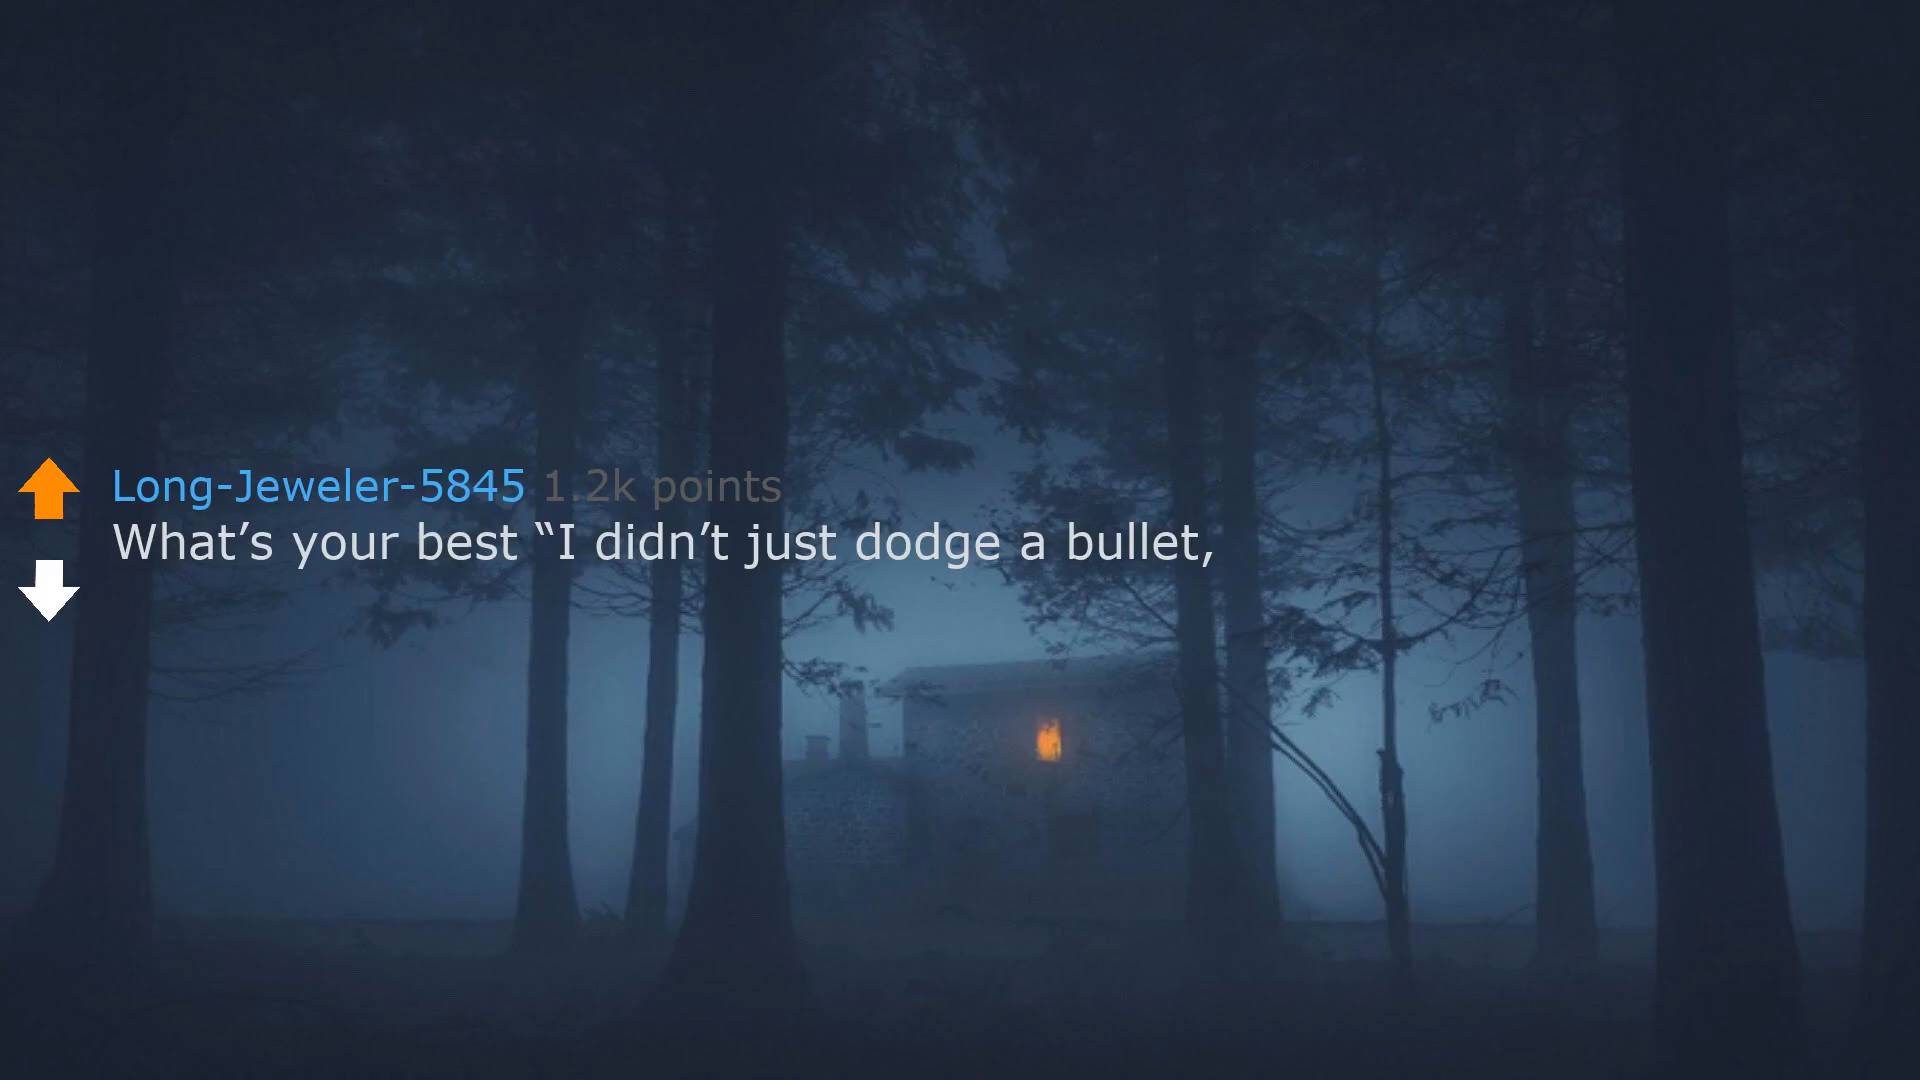 Long-Jeweler-5845 1.2k points
What’s your best “I didn’t just dodge a bullet,